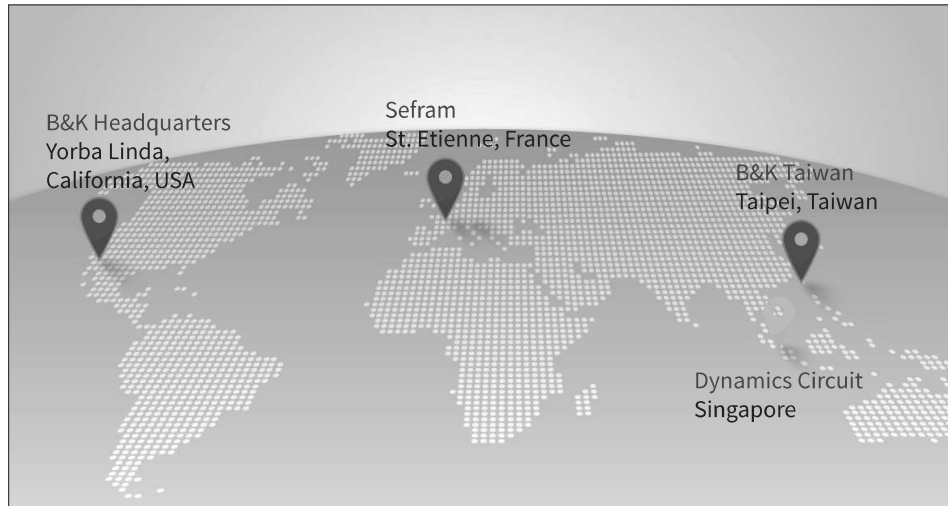 B&K Headquarters
Yorba Linda,
California, USA
Sefram
St. Etienne, France
B&K Taiwan
Taipei, Taiwan
Dynamics Circuit
Singapore